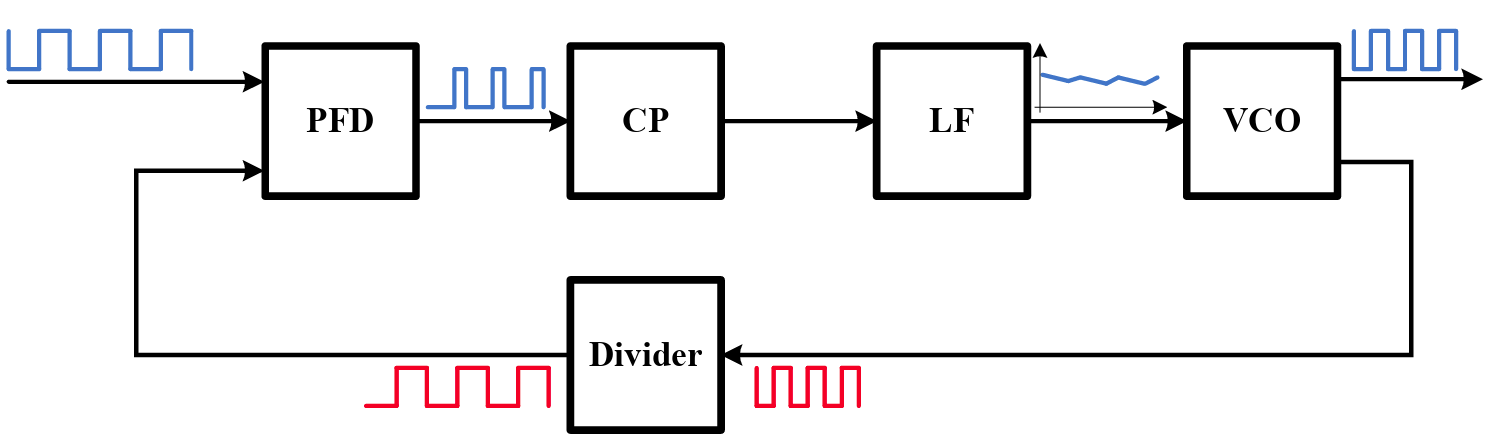 PFD
CP
LF
VCO
Divider